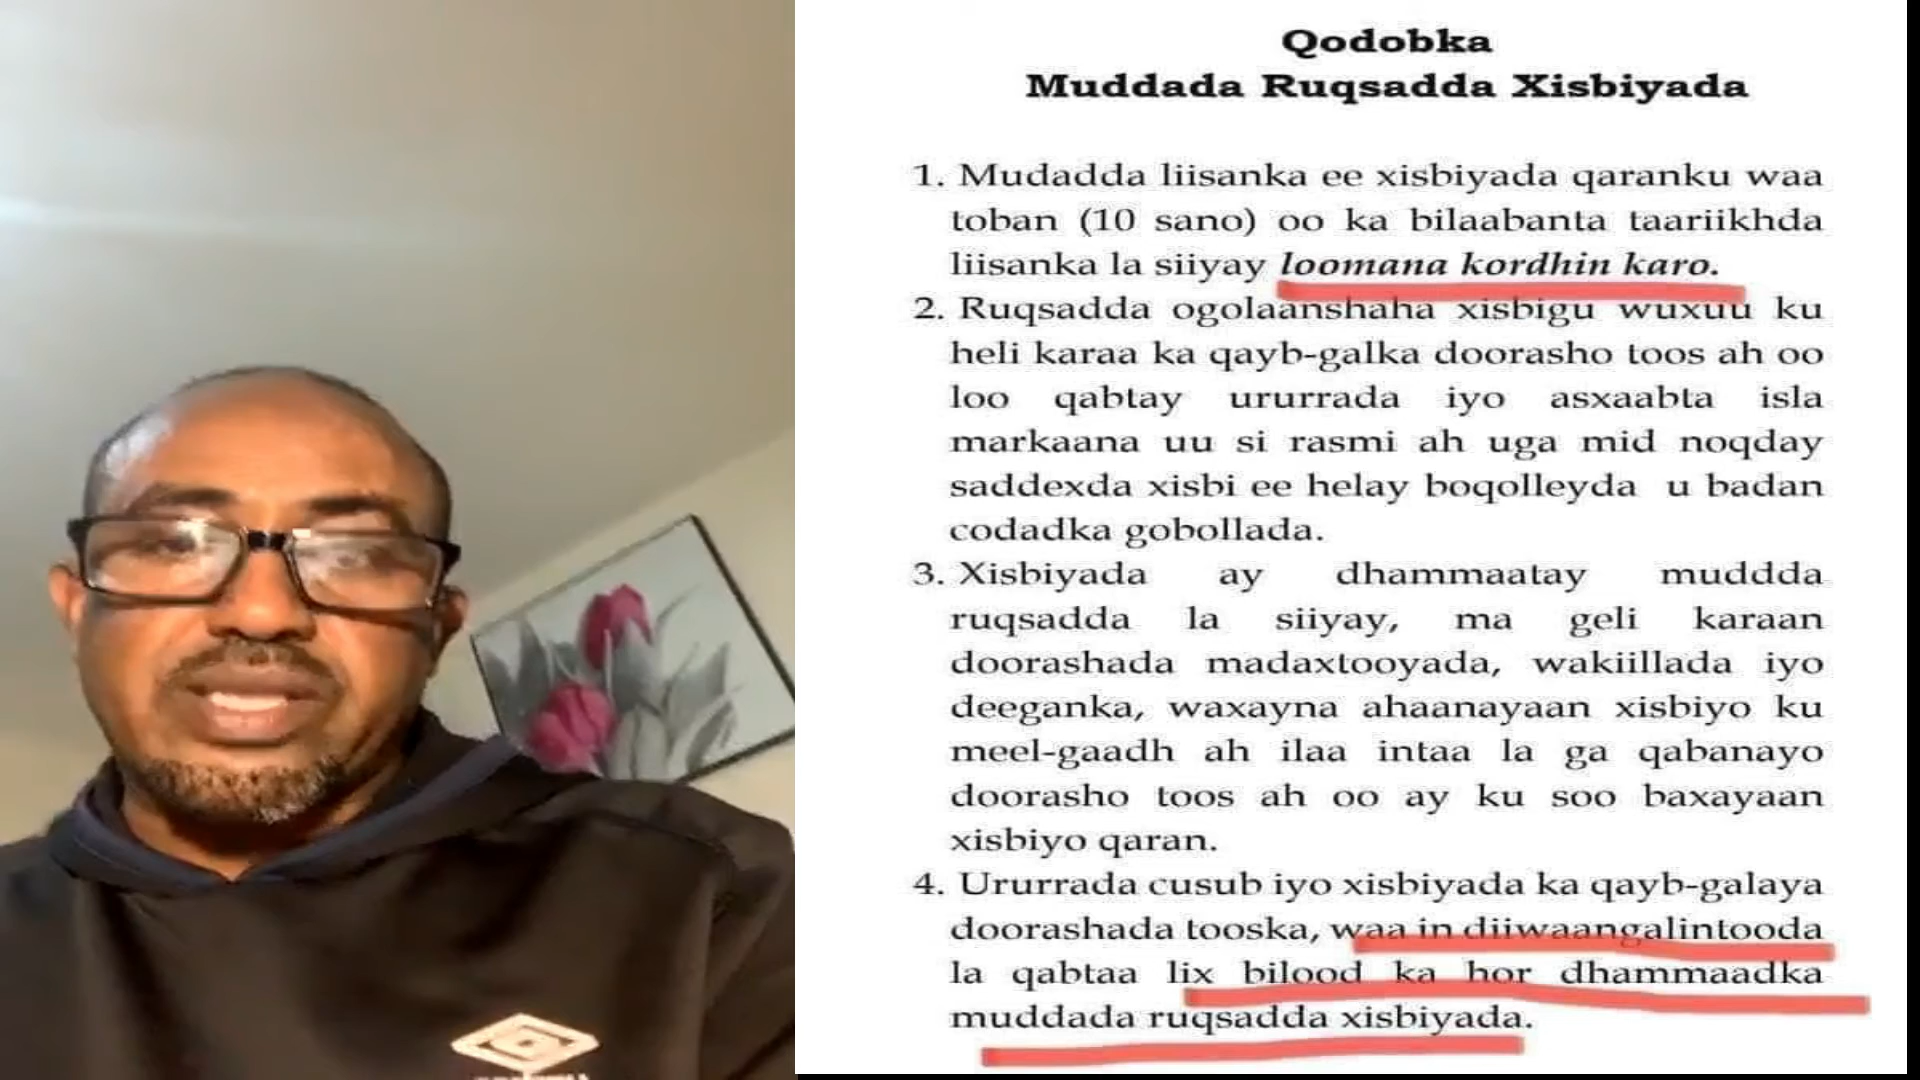 Qodobka
Muddada Ruqsadda Xisbiyada
1. Mudadda liisanka ee xisbiyada qaranku waa
toban (10 sano) oo ka bilaabanta taariikhda
liisanka la siiyay loomana kordhin karo.
2. Ruqsadda ogolaanshaha xisbigu wuxuu ku
heli karaa ka qayb-galka doorasho toos ah oo
loo qabtay ururrada iyo asxaabta isla
markaana uu si rasmi ah uga mid noqday
saddexda xisbi ee helay boqolleyda u badan
codadka gobollada.
3. Xisbiyada ay dhammaatay muddda
ruqsadda la siiyay, ma geli karaan
doorashada madaxtooyada, wakiillada iyo
deeganka, waxayna ahaanayaan xisbiyo ku
meel-gaadh ah ilaa intaa la ga qabanayo
doorasho toos ah oo ay ku soo baxayaan
xisbiyo qaran.
4. Ururrada cusub iyo xisbiyada ka qayb-galaya
doorashada tooska, waa in diiwaangalintooda
la qabtaa lix bilood ka hor dhammaadka
muddada ruqsadda xisbiyada.